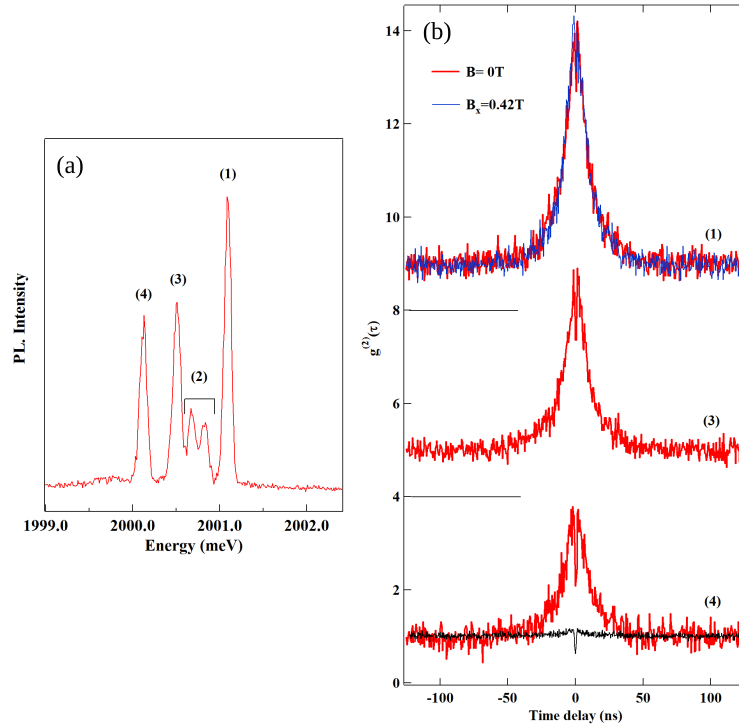 (a)
(1)
(3)
(4)
(2)
PL. Intensity
1999.0 2000.0 2001.0 2002.0
Energy (meV)
(b)
B= 0T
Bₓ=0.42T
14
12
10
8
6
4
2
0
g⁽²⁾(τ)
(1)
(3)
(4)
-100 -50 0 50 100
Time delay (ns)